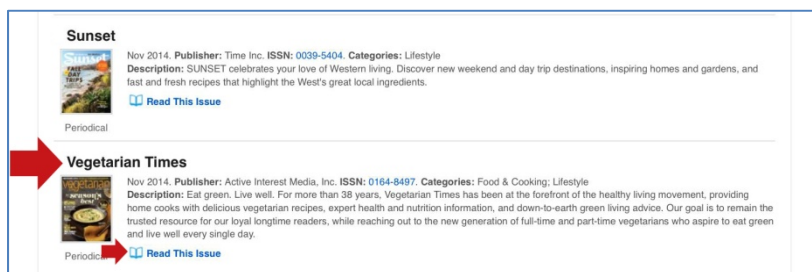 Sunset
Nov 2014. Publisher: Time Inc. ISSN: 0039-5404. Categories: Lifestyle
Description: SUNSET celebrates your love of Western living. Discover new weekend and day trip destinations, inspiring homes and gardens, and
fast and fresh recipes that highlight the West's great local ingredients.
Read This Issue
Sunset
FALL
DAY
TRIPS
Periodical
Vegetarian Times
Nov 2014. Publisher: Active Interest Media, Inc. ISSN: 0164-8497. Categories: Food & Cooking; Lifestyle
Description: Eat green. Live well. For more than 38 years, Vegetarian Times has been at the forefront of the healthy living movement, providing
home cooks with delicious vegetarian recipes, expert health and nutrition information, and down-to-earth green living advice. Our goal is to remain the
trusted resource for our loyal longtime readers, while reaching out to the new generation of full-time and part-time vegetarians who aspire to eat green
and live well every single day.
Read This Issue
vegetarian
SEASON'S
best
Periodical